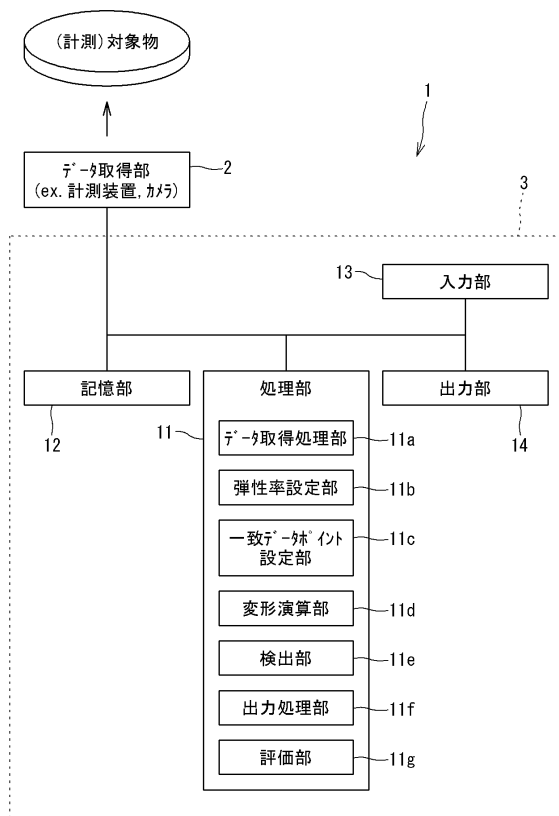 (計測)対象物
1
データ取得部
(ex.計測装置,カメラ)
2
3
13
入力部
記憶部
12
処理部
出力部
14
11
データ取得処理部
11a
弾性率設定部
11b
一致データポイント
設定部
11c
変形演算部
11d
検出部
11e
出力処理部
11f
評価部
11g